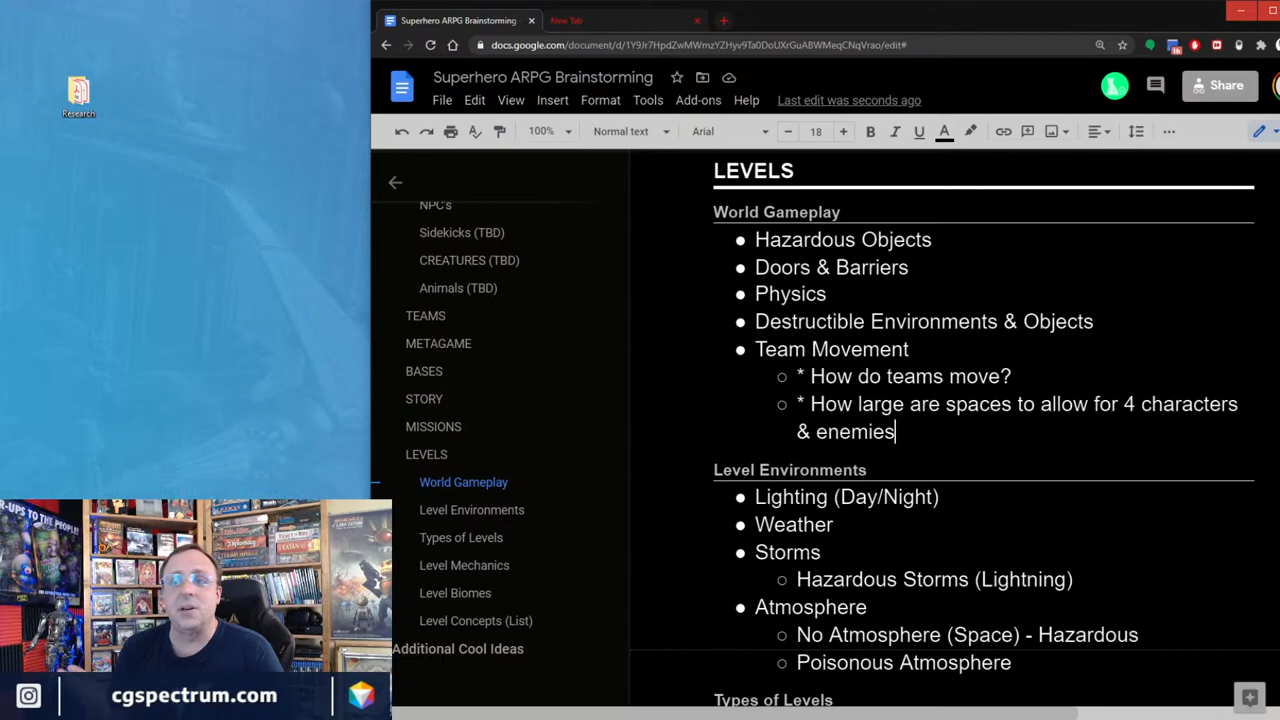 Research
Superhero ARPG Brainstorming
New Tab
docs.google.com/document/d/1Y9Jr7HpdZwMWmzYZHyv9Ta0DoUXrGuABWMeqCNqVrao/edit#
Superhero ARPG Brainstorming
File Edit View Insert Format Tools Add-ons Help Last edit was seconds ago
Share
100% Normal text Arial 18 B I U A
NPC's
Sidekicks (TBD)
CREATURES (TBD)
Animals (TBD)
TEAMS
METAGAME
BASES
STORY
MISSIONS
LEVELS
World Gameplay
Level Environments
Types of Levels
Level Mechanics
Level Biomes
Level Concepts (List)
Additional Cool Ideas
LEVELS
World Gameplay
● Hazardous Objects
● Doors & Barriers
● Physics
● Destructible Environments & Objects
● Team Movement
○ * How do teams move?
○ * How large are spaces to allow for 4 characters
& enemies
Level Environments
● Lighting (Day/Night)
● Weather
● Storms
○ Hazardous Storms (Lightning)
● Atmosphere
○ No Atmosphere (Space) - Hazardous
○ Poisonous Atmosphere
Types of Levels
CATAN
cgspectrum.com